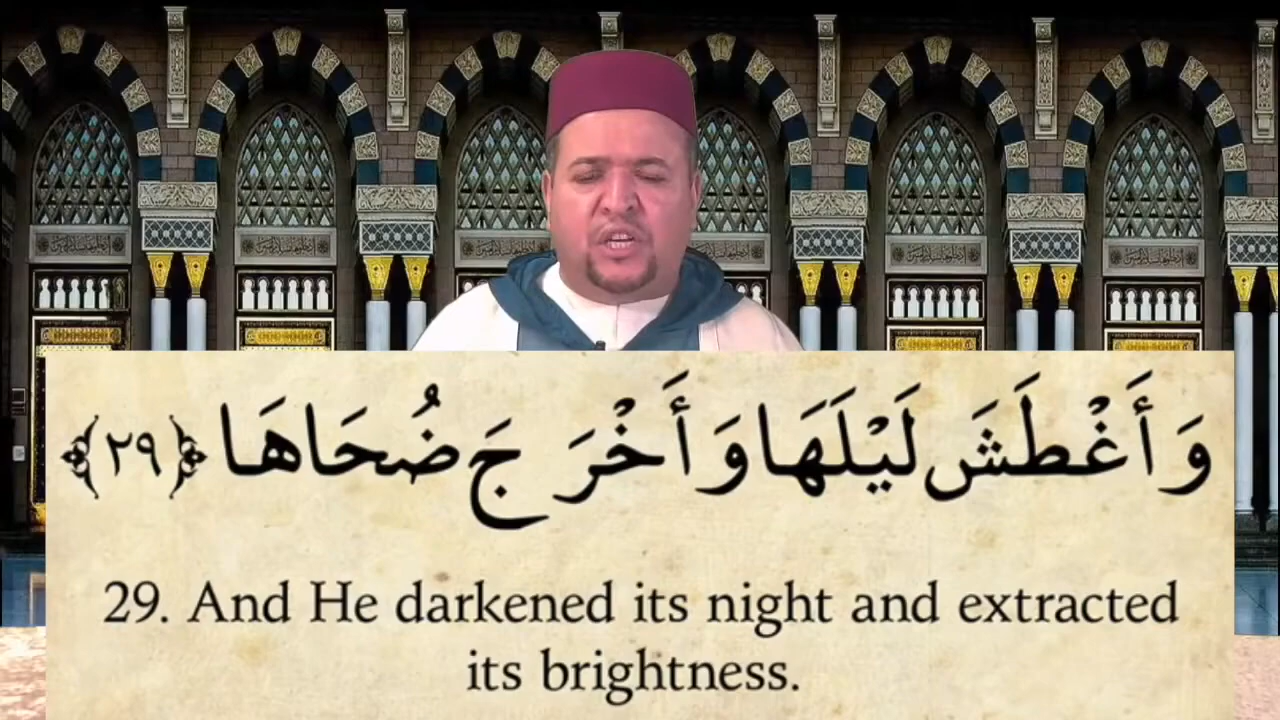 وَأَغْطَشَ لَيْلَهَا وَأَخْرَجَ ضُحَاهَا ﴿٢٩﴾
29. And He darkened its night and extracted
its brightness.